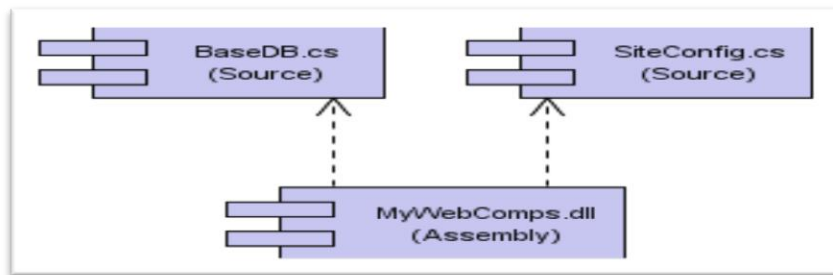 BaseDB.cs
(Source)
SiteConfig.cs
(Source)
MyWebComps.dll
(Assembly)